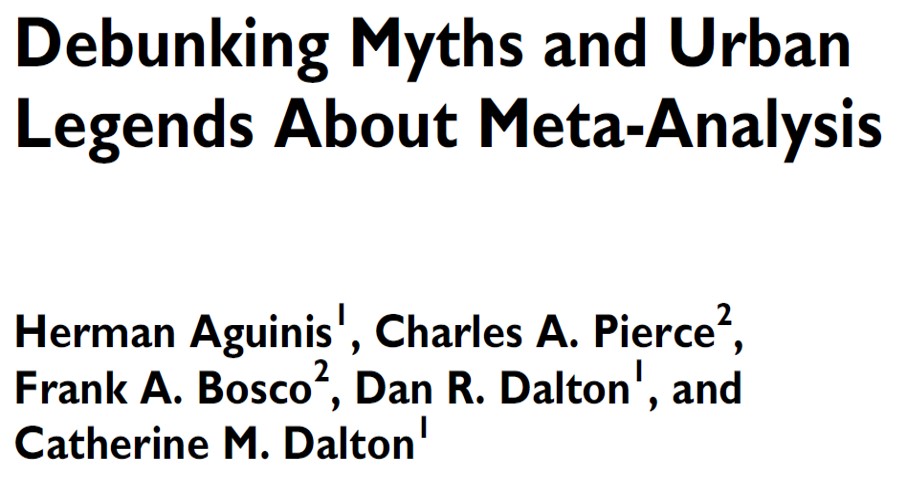 Debunking Myths and Urban
Legends About Meta-Analysis
Herman Aguinis¹, Charles A. Pierce²,
Frank A. Bosco², Dan R. Dalton¹, and
Catherine M. Dalton¹